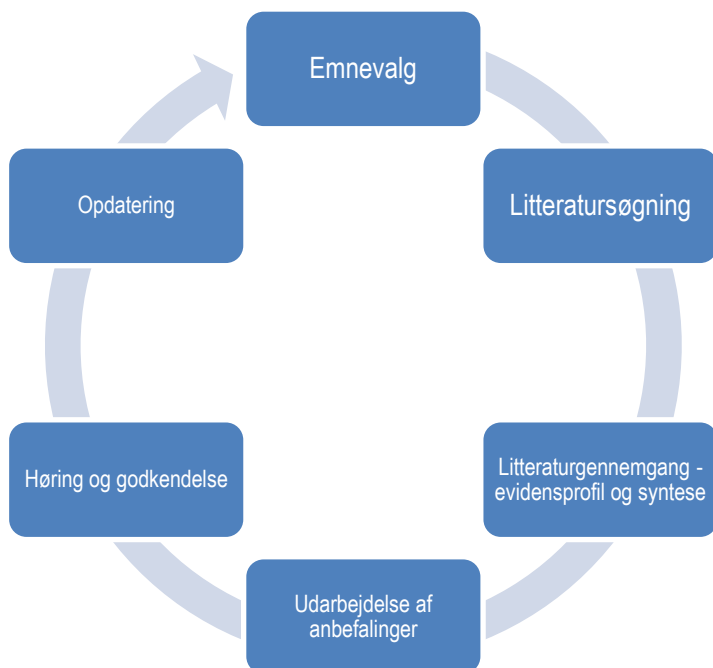 Emnevalg
Litteratursøgning
Litteraturgennemgang -
evidensprofil og syntese
Udarbejdelse af
anbefalinger
Høring og godkendelse
Opdatering